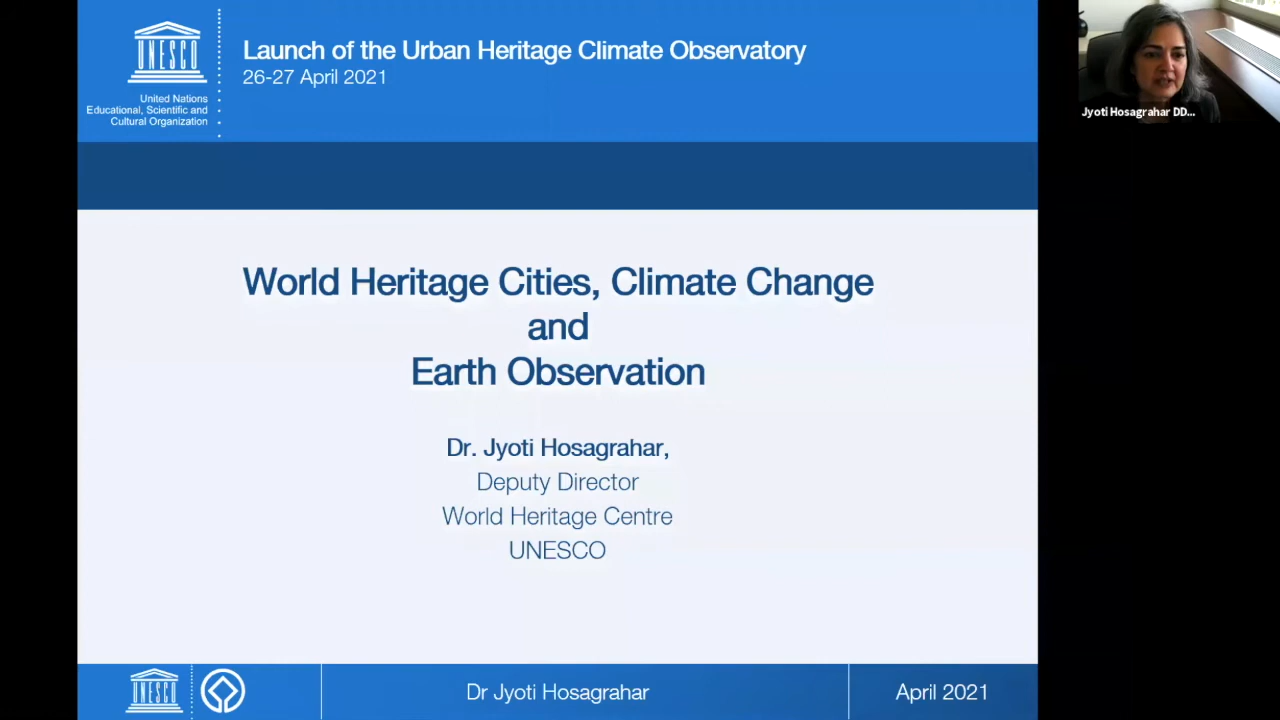 UNESCO
United Nations
Educational, Scientific and
Cultural Organization
Launch of the Urban Heritage Climate Observatory
26-27 April 2021
Jyoti Hosagrahar DD...
World Heritage Cities, Climate Change
and
Earth Observation
Dr. Jyoti Hosagrahar,
Deputy Director
World Heritage Centre
UNESCO
UNESCO
Dr Jyoti Hosagrahar
April 2021